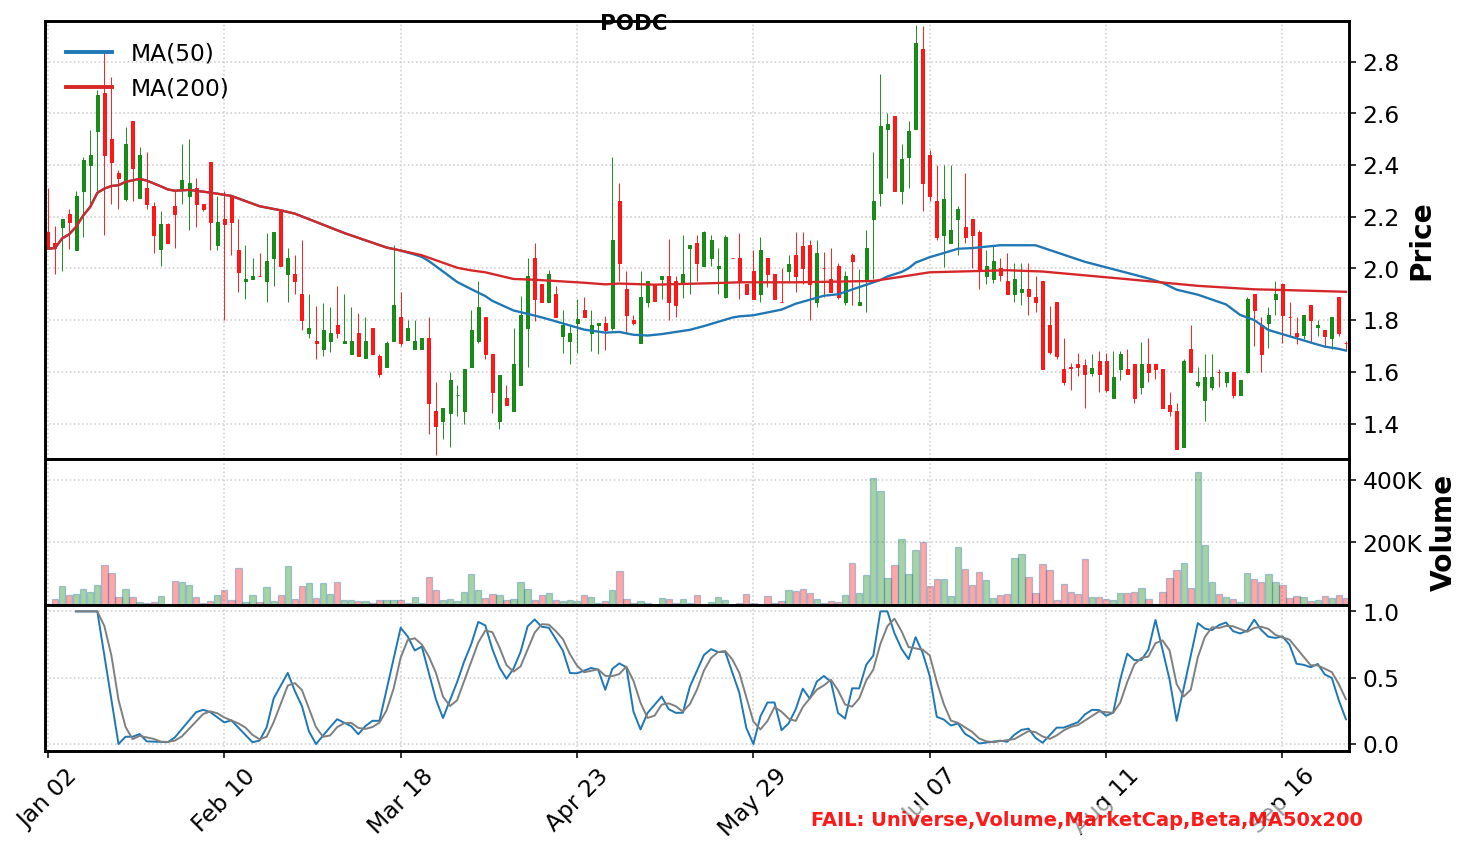 PODC
MA(50)
MA(200)
2.8
2.6
2.4
2.2
2.0
1.8
1.6
1.4
Price
400K
200K
Volume
1.0
0.5
0.0
Jan 02
Feb 10
Mar 18
Apr 23
May 29
Jul 07
Aug 11
Sep 16
FAIL: Universe,Volume,MarketCap,Beta,MA50x200